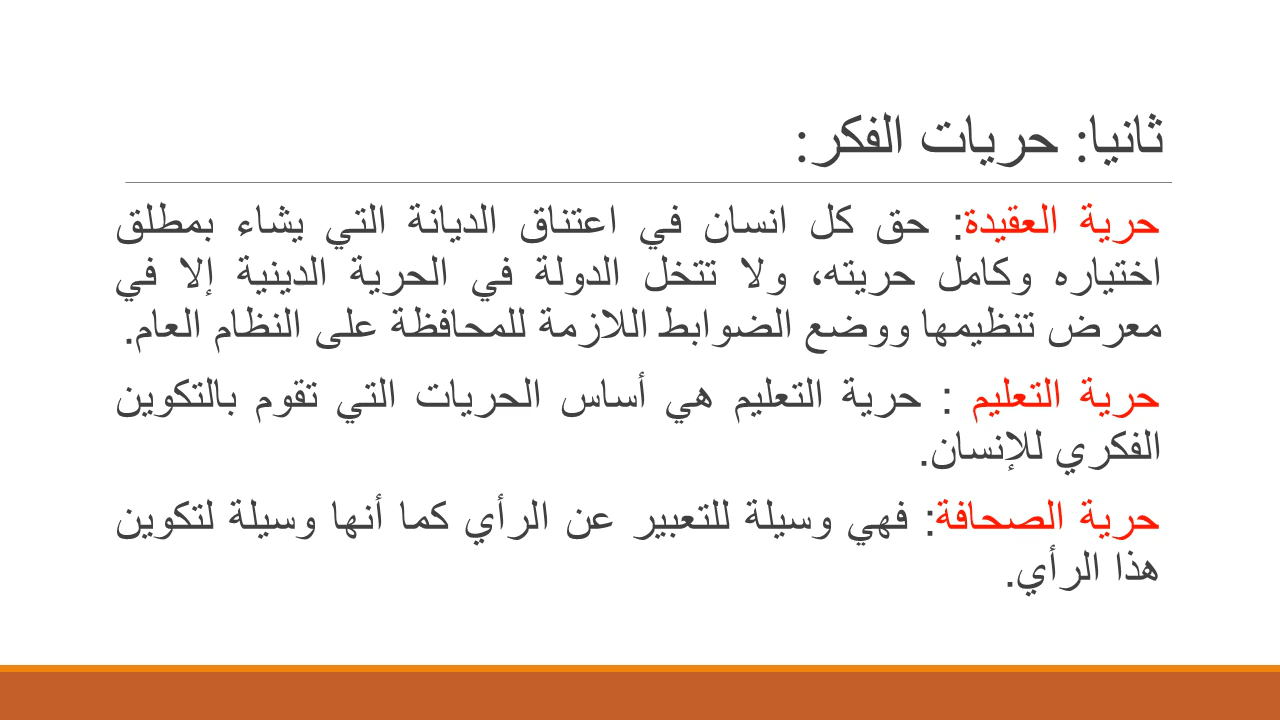 ثانيا: حريات الفكر:
حرية العقيدة: حق كل انسان في اعتناق الديانة التي يشاء بمطلق
اختياره وكامل حريته، ولا تتخل الدولة في الحرية الدينية إلا في
معرض تنظيمها ووضع الضوابط اللازمة للمحافظة على النظام العام.
حرية التعليم : حرية التعليم هي أساس الحريات التي تقوم بالتكوين
الفكري للإنسان.
حرية الصحافة: فهي وسيلة للتعبير عن الرأي كما أنها وسيلة لتكوين
هذا الرأي.